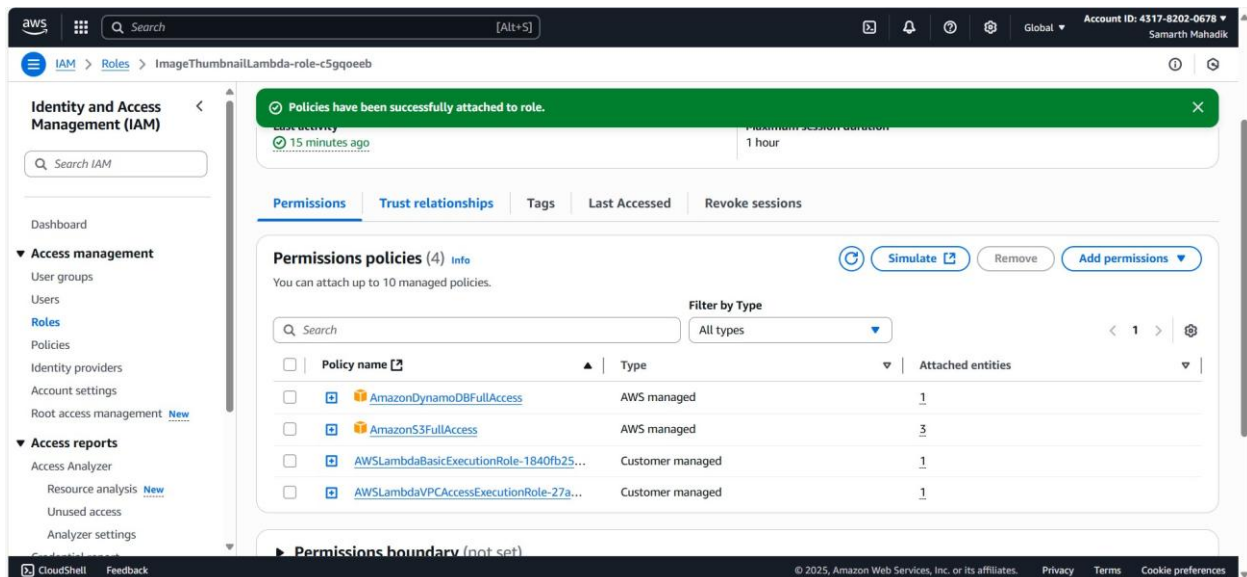 aws
Search [Alt+S]
Global
Account ID: 4317-8202-0678
Samarth Mahadik
IAM > Roles > ImageThumbnailLambda-role-c5gqoeeb
Identity and Access Management (IAM)
Search IAM
Dashboard
Access management
User groups
Users
Roles
Policies
Identity providers
Account settings
Root access management New
Access reports
Access Analyzer
Resource analysis New
Unused access
Analyzer settings
Credential report
Policies have been successfully attached to role.
Last activity
15 minutes ago
Maximum session duration
1 hour
Permissions Trust relationships Tags Last Accessed Revoke sessions
Permissions policies (4) Info
Simulate Remove Add permissions
You can attach up to 10 managed policies.
Filter by Type
Search All types 1
Policy name Type Attached entities
AmazonDynamoDBFullAccess AWS managed 1
AmazonS3FullAccess AWS managed 3
AWSLambdaBasicExecutionRole-1840fb25... Customer managed 1
AWSLambdaVPCAccessExecutionRole-27a... Customer managed 1
Permissions boundary (not set)
CloudShell Feedback © 2025, Amazon Web Services, Inc. or its affiliates. Privacy Terms Cookie preferences